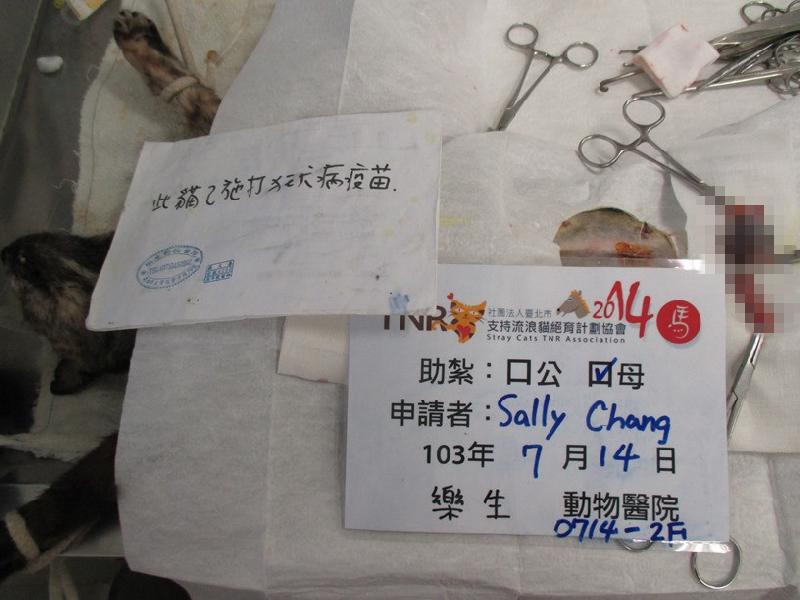 此貓已施打狂犬病疫苗.
TNR
社團法人臺北市
支持流浪貓絕育計劃協會
Stray Cats TNR Association
2014
馬
助紮：口公 口母
申請者：Sally Chang
103年 7月14日
樂生 動物醫院
0714-2F